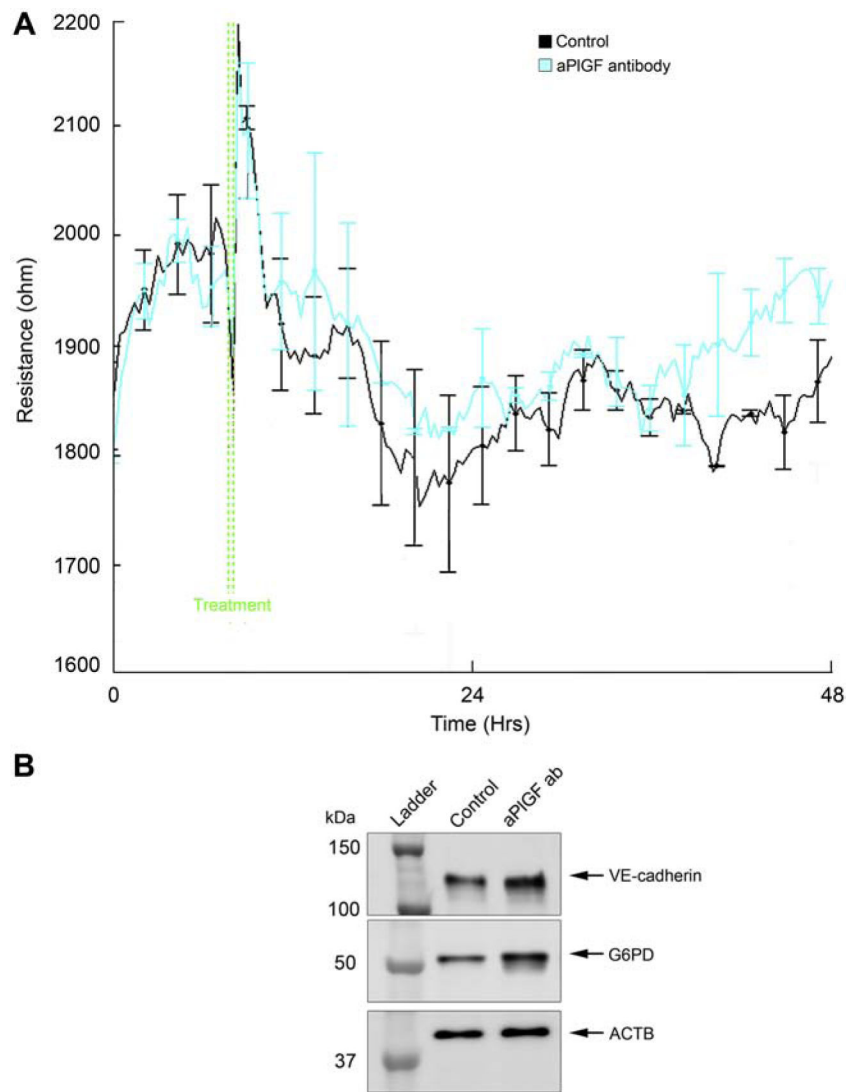 A
2200
2100
2000
1900
1800
1700
1600
Resistance (ohm)
Control
aPIGF antibody
Treatment
0
24
48
Time (Hrs)
B
kDa
Ladder
Control
aPIGF ab
150
100
VE-cadherin
50
G6PD
37
ACTB